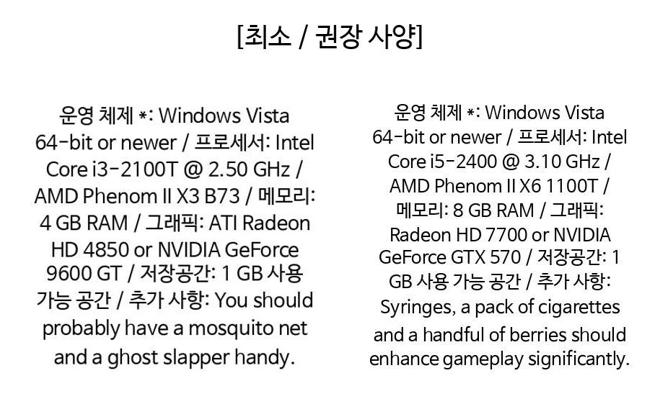 [최소 / 권장 사양]
운영 체제 *: Windows Vista
64-bit or newer / 프로세서: Intel
Core i3-2100T @ 2.50 GHz /
AMD Phenom II X3 B73 / 메모리:
4 GB RAM / 그래픽: ATI Radeon
HD 4850 or NVIDIA GeForce
9600 GT / 저장공간: 1 GB 사용
가능 공간 / 추가 사항: You should
probably have a mosquito net
and a ghost slapper handy.
운영 체제 *: Windows Vista
64-bit or newer / 프로세서: Intel
Core i5-2400 @ 3.10 GHz /
AMD Phenom II X6 1100T /
메모리: 8 GB RAM / 그래픽:
Radeon HD 7700 or NVIDIA
GeForce GTX 570 / 저장공간: 1
GB 사용 가능 공간 / 추가 사항:
Syringes, a pack of cigarettes
and a handful of berries should
enhance gameplay significantly.